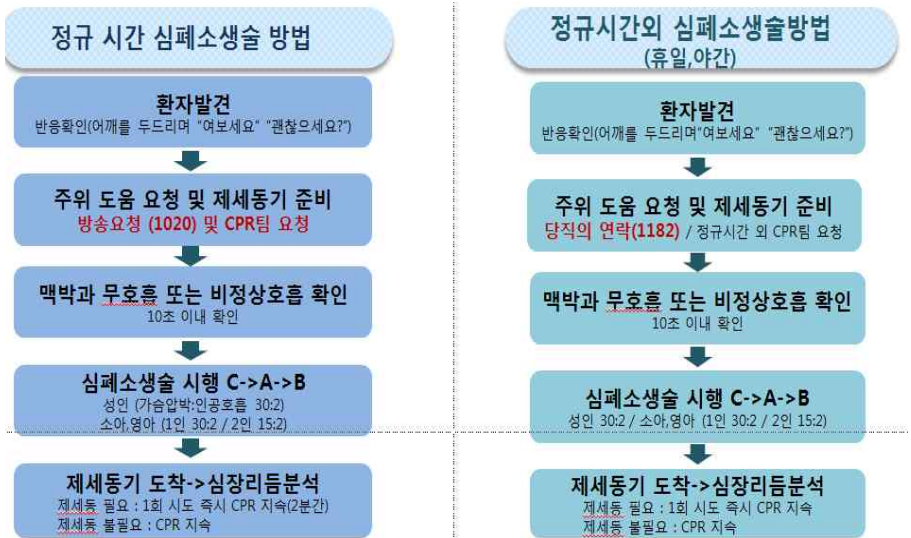 정규 시간 심폐소생술 방법
환자발견
반응확인(어깨를 두드리며 "여보세요" "괜찮으세요?")
주위 도움 요청 및 제세동기 준비
방송요청 (1020) 및 CPR팀 요청
맥박과 무호흡 또는 비정상호흡 확인
10초 이내 확인
심폐소생술 시행 C->A->B
성인 (가슴압박:인공호흡 30:2)
소아,영아 (1인 30:2 / 2인 15:2)
제세동기 도착->심장리듬분석
제세동 필요 : 1회 시도 즉시 CPR 지속(2분간)
제세동 불필요 : CPR 지속
정규시간외 심폐소생술방법
(휴일,야간)
환자발견
반응확인(어깨를 두드리며"여보세요" "괜찮으세요?")
주위 도움 요청 및 제세동기 준비
당직의 연락(1182) / 정규시간 외 CPR팀 요청
맥박과 무호흡 또는 비정상호흡 확인
10초 이내 확인
심폐소생술 시행 C->A->B
성인 30:2 / 소아,영아 (1인 30:2 / 2인 15:2)
제세동기 도착->심장리듬분석
제세동 필요 : 1회 시도 즉시 CPR 지속
제세동 불필요 : CPR 지속